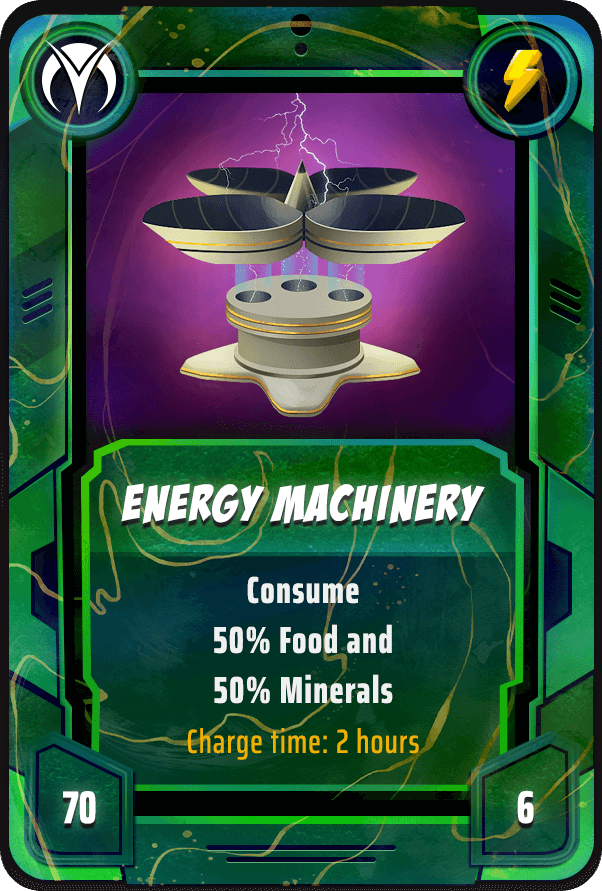 ENERGY MACHINERY
Consume
50% Food and
50% Minerals
Charge time: 2 hours
70
6